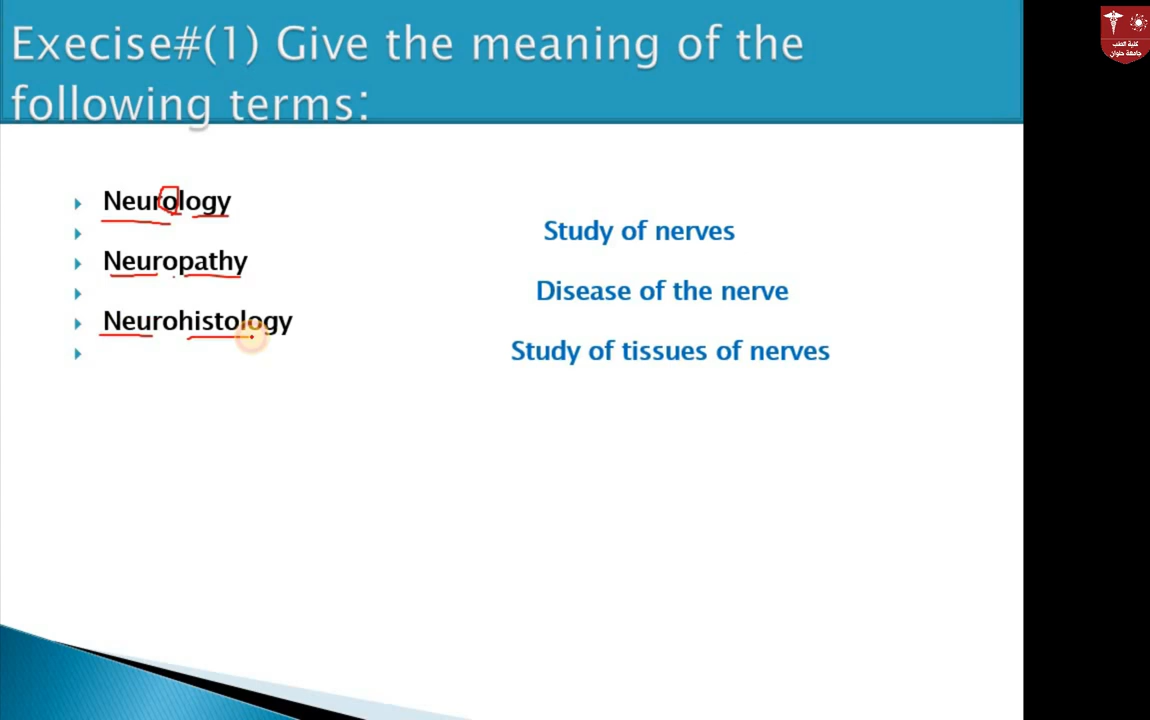 Execise#(1) Give the meaning of the
following terms:
Neurology
Study of nerves
Neuropathy
Disease of the nerve
Neurohistology
Study of tissues of nerves
كلية الطب
جامعة حلوان